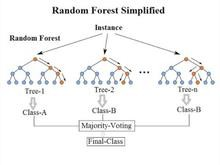 Random Forest Simplified
Instance
Random Forest
...
Tree-1 Tree-2 Tree-n
Class-A Class-B Class-B
Majority-Voting
Final-Class